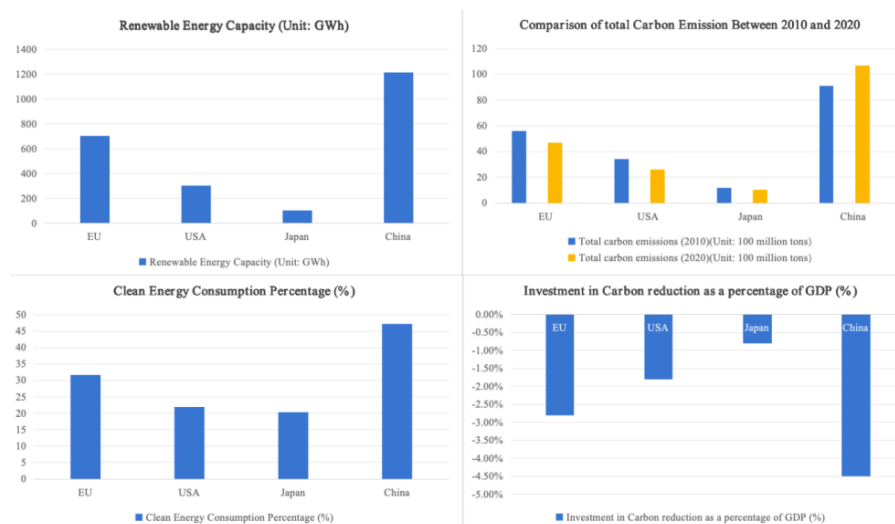 Renewable Energy Capacity (Unit: GWh)
1400
1200
1000
800
600
400
200
0
EU USA Japan China
Renewable Energy Capacity (Unit: GWh)
Comparison of total Carbon Emission Between 2010 and 2020
120
100
80
60
40
20
0
EU USA Japan China
Total carbon emissions (2010)(Unit: 100 million tons)
Total carbon emissions (2020)(Unit: 100 million tons)
Clean Energy Consumption Percentage (%)
50
45
40
35
30
25
20
15
10
5
0
EU USA Japan China
Clean Energy Consumption Percentage (%)
Investment in Carbon reduction as a percentage of GDP (%)
0.00%
-0.50%
-1.00%
-1.50%
-2.00%
-2.50%
-3.00%
-3.50%
-4.00%
-4.50%
-5.00%
EU USA Japan China
Investment in Carbon reduction as a percentage of GDP (%)